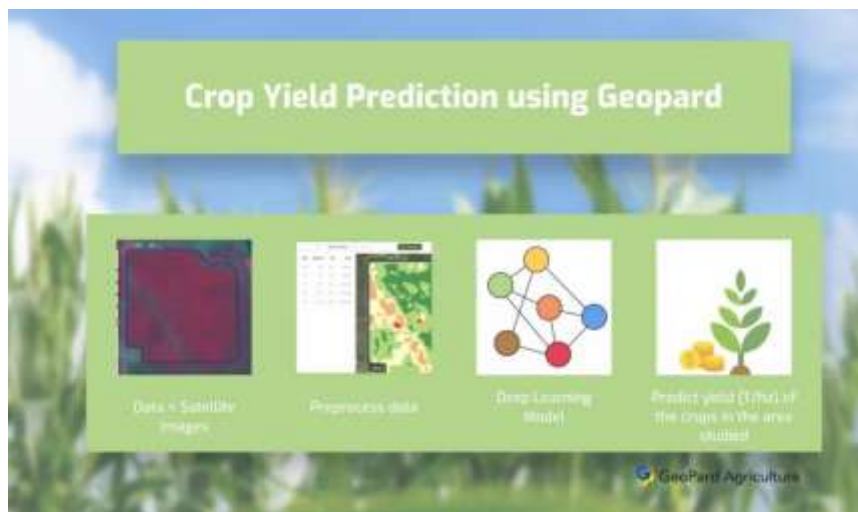 Crop Yield Prediction using Geopard
Data = Satellite
Images
Preprocess data
Deep Learning
Model
Predict yield (T/ha) of
the crops in the area
studied
GeoPard Agriculture